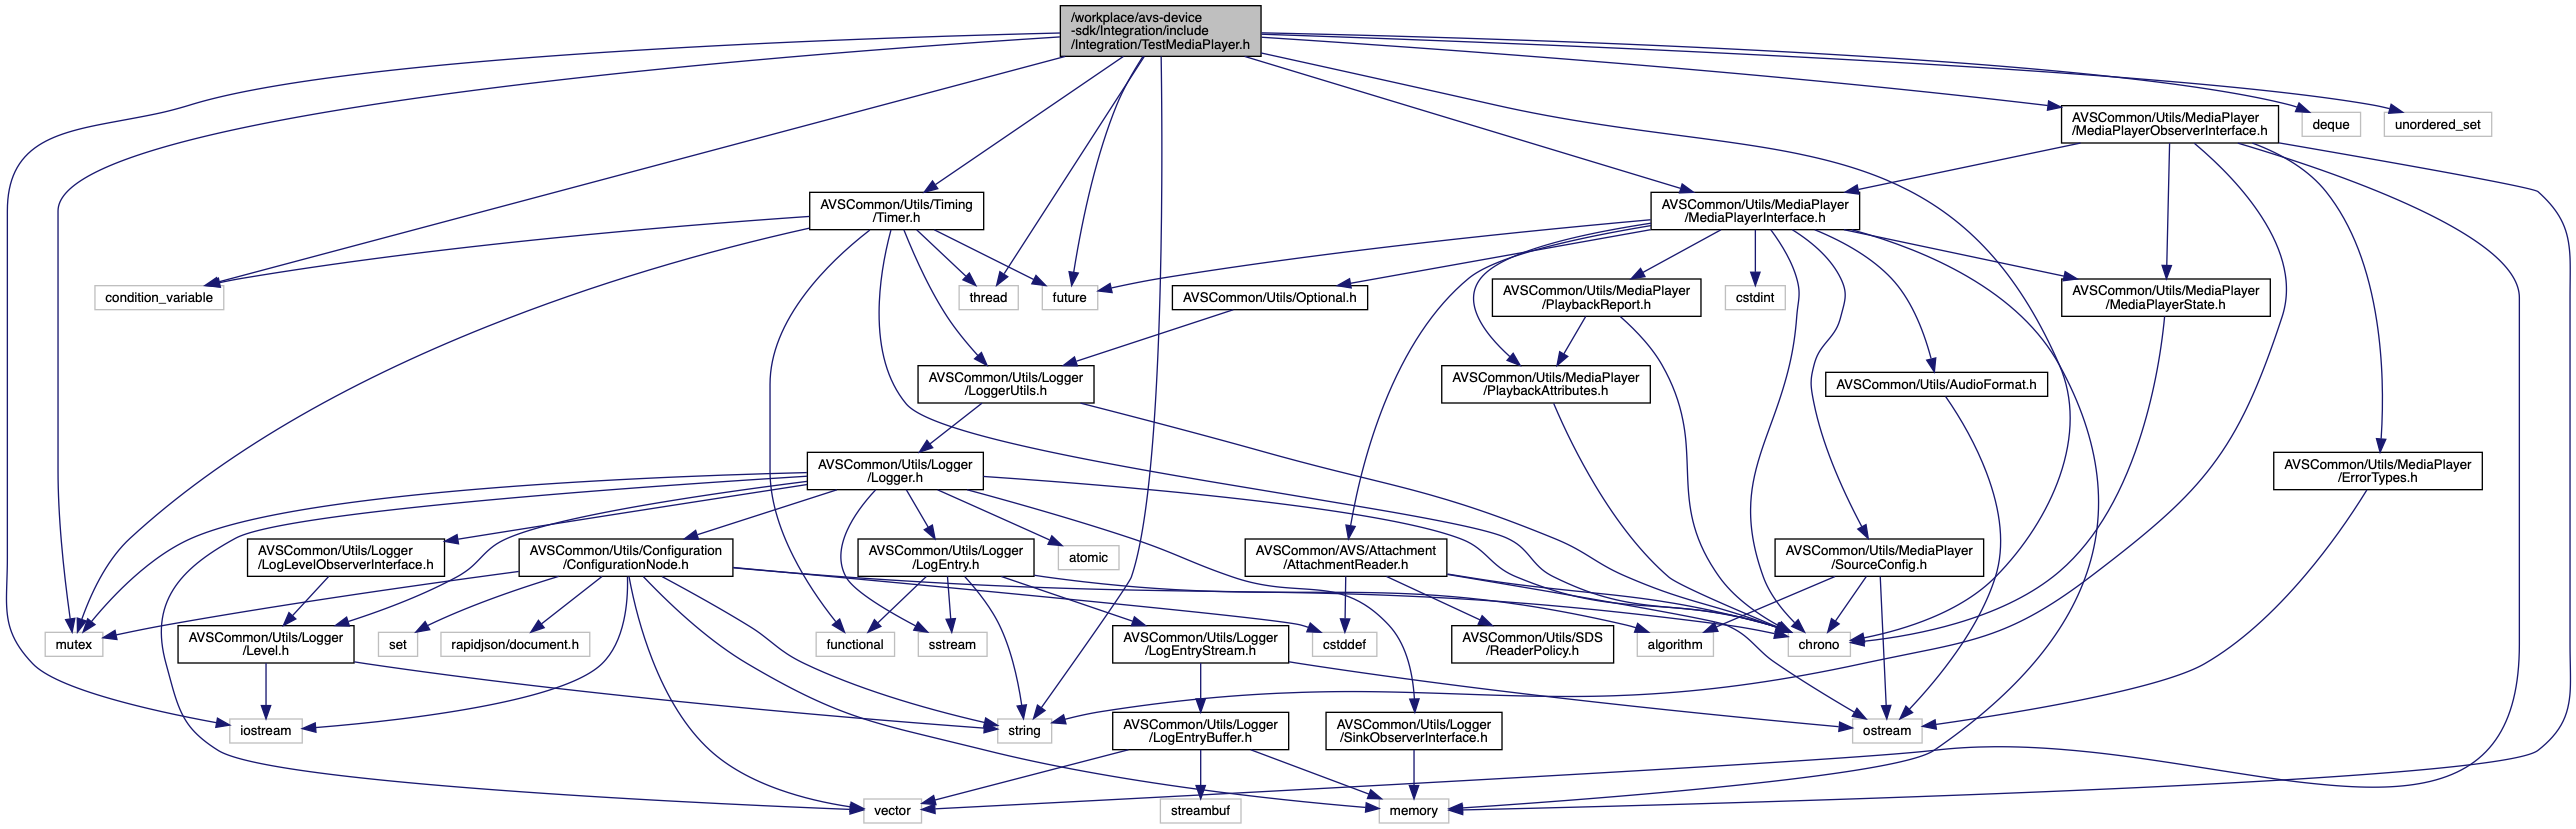 /workplace/avs-device
-sdk/Integration/include
/Integration/TestMediaPlayer.h
AVSCommon/Utils/MediaPlayer
/MediaPlayerObserverInterface.h
deque
unordered_set
AVSCommon/Utils/Timing
/Timer.h
AVSCommon/Utils/MediaPlayer
/MediaPlayerInterface.h
condition_variable
thread
future
AVSCommon/Utils/Optional.h
AVSCommon/Utils/MediaPlayer
/PlaybackReport.h
cstdint
AVSCommon/Utils/MediaPlayer
/MediaPlayerState.h
AVSCommon/Utils/Logger
/LoggerUtils.h
AVSCommon/Utils/MediaPlayer
/PlaybackAttributes.h
AVSCommon/Utils/AudioFormat.h
AVSCommon/Utils/Logger
/Logger.h
AVSCommon/Utils/MediaPlayer
/ErrorTypes.h
AVSCommon/Utils/Logger
/LogLevelObserverInterface.h
AVSCommon/Utils/Configuration
/ConfigurationNode.h
AVSCommon/Utils/Logger
/LogEntry.h
atomic
AVSCommon/AVS/Attachment
/AttachmentReader.h
AVSCommon/Utils/MediaPlayer
/SourceConfig.h
mutex
AVSCommon/Utils/Logger
/Level.h
set
rapidjson/document.h
functional
sstream
AVSCommon/Utils/Logger
/LogEntryStream.h
cstddef
AVSCommon/Utils/SDS
/ReaderPolicy.h
algorithm
chrono
iostream
string
AVSCommon/Utils/Logger
/LogEntryBuffer.h
AVSCommon/Utils/Logger
/SinkObserverInterface.h
ostream
vector
streambuf
memory